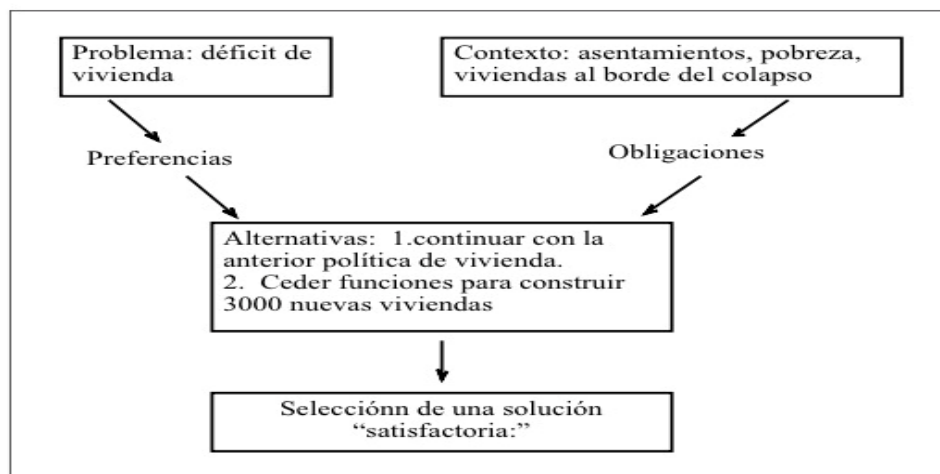 Problema: déficit de
vivienda
Contexto: asentamientos, pobreza,
viviendas al borde del colapso
Preferencias
Obligaciones
Alternativas: 1.continuar con la
anterior política de vivienda.
2. Ceder funciones para construir
3000 nuevas viviendas
Selecciónn de una solución
“satisfactoria:”